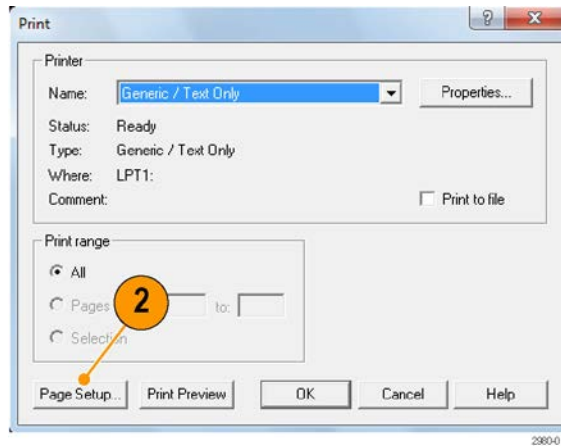 Print
Printer
Name: Generic / Text Only Properties...
Status: Ready
Type: Generic / Text Only
Where: LPT1:
Comment: Print to file
Print range
All
Pages 2 to:
Selection
Page Setup... Print Preview OK Cancel Help
2980-0